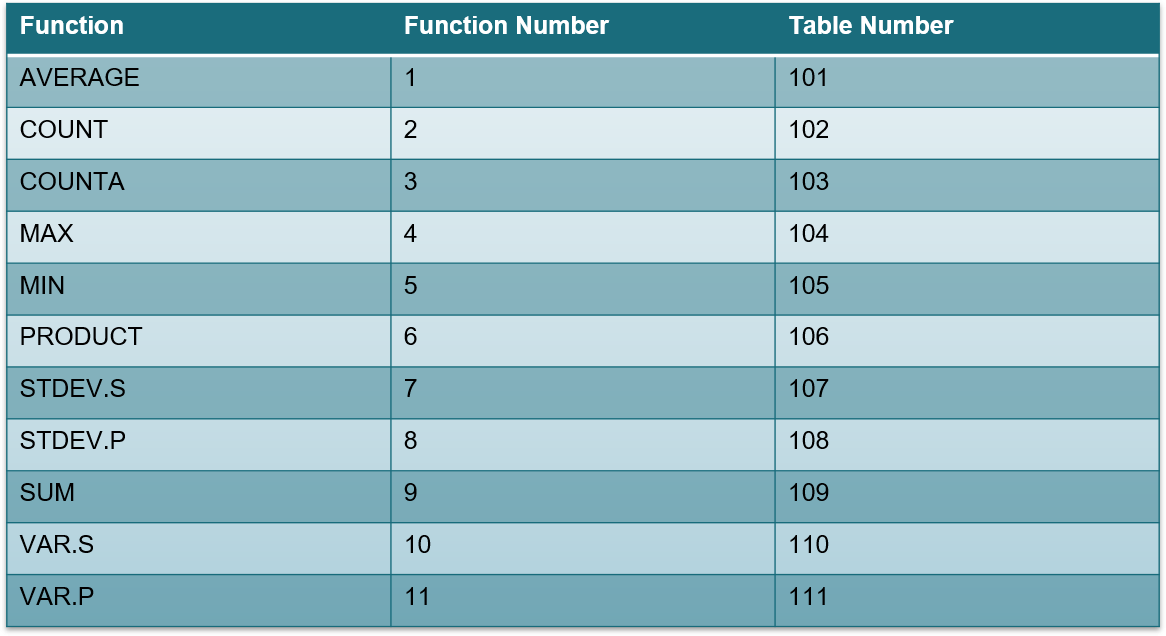 Function Function Number Table Number
AVERAGE 1 101
COUNT 2 102
COUNTA 3 103
MAX 4 104
MIN 5 105
PRODUCT 6 106
STDEV.S 7 107
STDEV.P 8 108
SUM 9 109
VAR.S 10 110
VAR.P 11 111